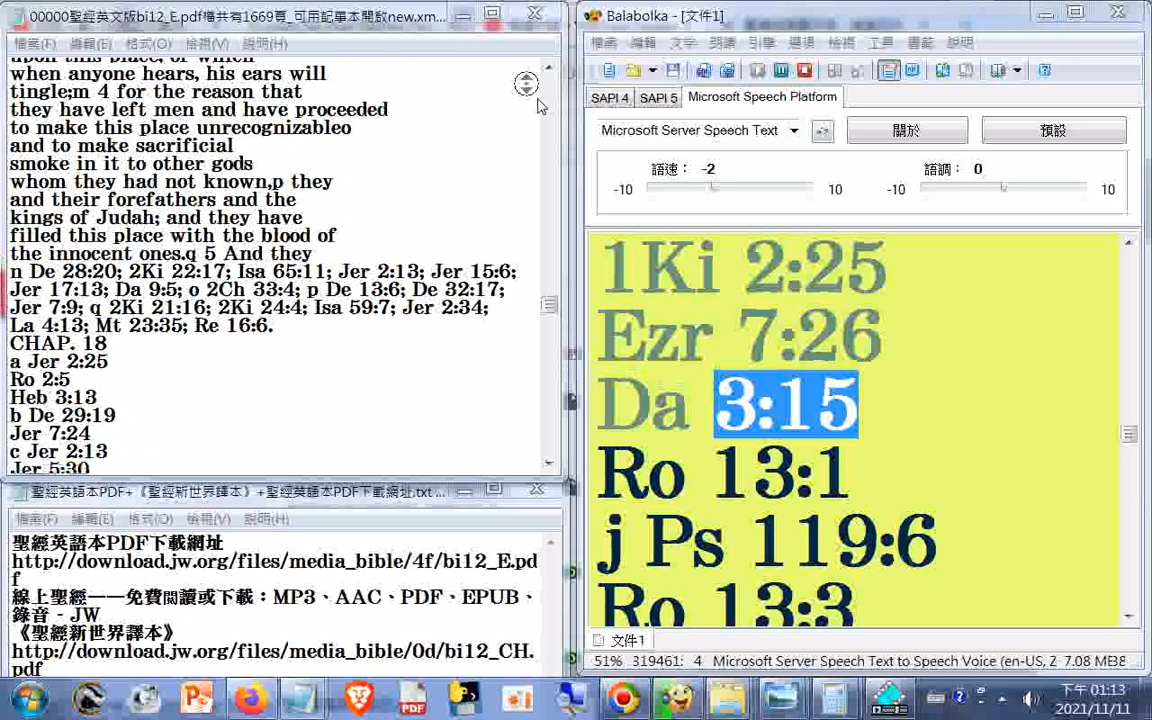 00000聖經英文版bi12_E.pdf檔共有1669頁_可用記事本開啟new.xm...
檔案(F) 編輯(E) 格式(O) 檢視(V) 說明(H)
upon this place, of which
when anyone hears, his ears will
tingle;m 4 for the reason that
they have left men and have proceeded
to make this place unrecognizableo
and to make sacrificial
smoke in it to other gods
whom they had not known,p they
and their forefathers and the
kings of Judah; and they have
filled this place with the blood of
the innocent ones.q 5 And they
n De 28:20; 2Ki 22:17; Isa 65:11; Jer 2:13; Jer 15:6;
Jer 17:13; Da 9:5; o 2Ch 33:4; p De 13:6; De 32:17;
Jer 7:9; q 2Ki 21:16; 2Ki 24:4; Isa 59:7; Jer 2:34;
La 4:13; Mt 23:35; Re 16:6.
CHAP. 18
a Jer 2:25
Ro 2:5
Heb 3:13
b De 29:19
Jer 7:24
c Jer 2:13
Jer 5:30
聖經英語本PDF+《聖經新世界譯本》+聖經英語本PDF下載網址.txt ...
檔案(F) 編輯(E) 格式(O) 檢視(V) 說明(H)
聖經英語本PDF下載網址
http://download.jw.org/files/media_bible/4f/bi12_E.pd
f
線上聖經——免費閱讀或下載：MP3、AAC、PDF、EPUB、
錄音 - JW
《聖經新世界譯本》
http://download.jw.org/files/media_bible/0d/bi12_CH.
pdf
Balabolka - [文件1]
檔案 編輯 文字 朗讀 引擎 選項 檢視 工具 書籤 說明
SAPI 4 SAPI 5 Microsoft Speech Platform
Microsoft Server Speech Text 關於 預設
語速： -2 語調： 0
-10 10 -10 10
1Ki 2:25
Ezr 7:26
Da 3:15
Ro 13:1
j Ps 119:6
Ro 13:3
文件1
51% 319461: 4 Microsoft Server Speech Text to Speech Voice (en-US, Z 7.08 MB
下午 01:13
2021/11/11